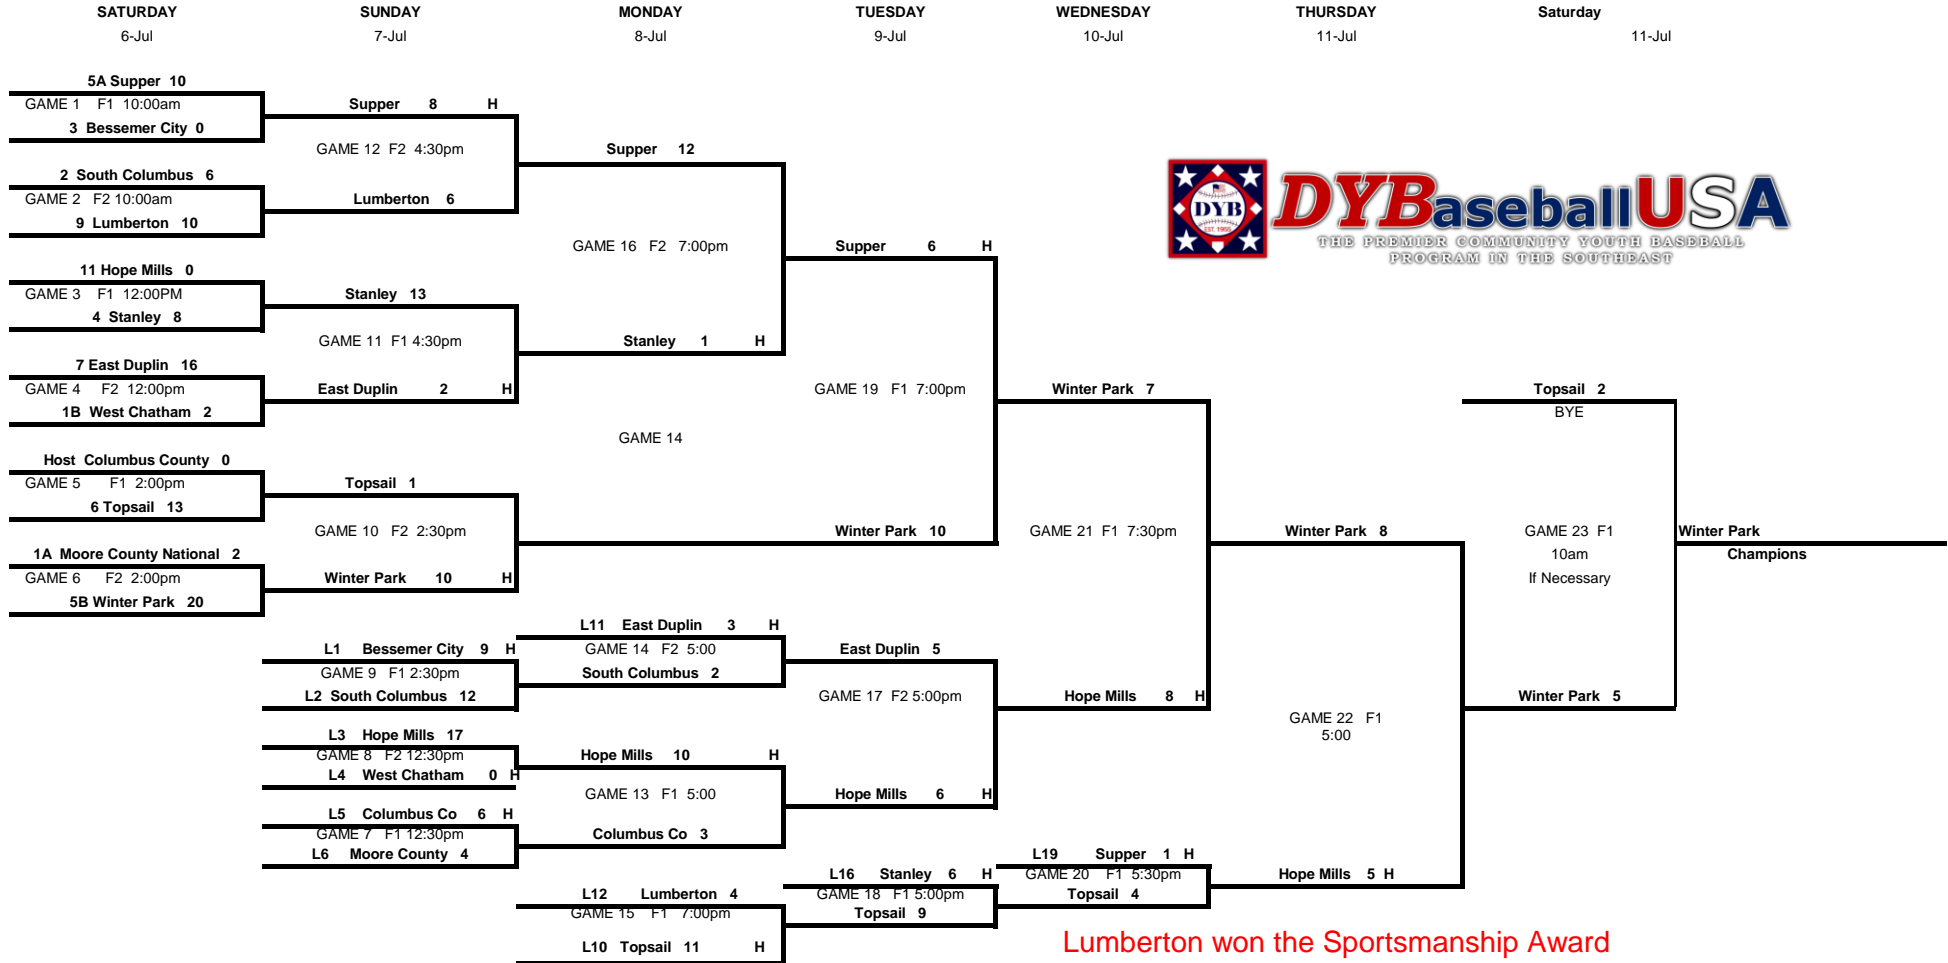 SATURDAY SUNDAY MONDAY TUESDAY WEDNESDAY THURSDAY Saturday
6-Jul 7-Jul 8-Jul 9-Jul 10-Jul 11-Jul 11-Jul
5A Supper 10
GAME 1 F1 10:00am
3 Bessemer City 0
2 South Columbus 6
GAME 2 F2 10:00am
9 Lumberton 10
11 Hope Mills 0
GAME 3 F1 12:00PM
4 Stanley 8
7 East Duplin 16
GAME 4 F2 12:00pm
1B West Chatham 2
Host Columbus County 0
GAME 5 F1 2:00pm
6 Topsail 13
1A Moore County National 2
GAME 6 F2 2:00pm
5B Winter Park 20
Supper 8 H
GAME 12 F2 4:30pm
Lumberton 6
Stanley 13
GAME 11 F1 4:30pm
East Duplin 2 H
Topsail 1
GAME 10 F2 2:30pm
Winter Park 10 H
L1 Bessemer City 9 H
GAME 9 F1 2:30pm
L2 South Columbus 12
L3 Hope Mills 17
GAME 8 F2 12:30pm
L4 West Chatham 0 H
L5 Columbus Co 6 H
GAME 7 F1 12:30pm
L6 Moore County 4
Supper 12
GAME 16 F2 7:00pm
Stanley 1 H
GAME 14
L11 East Duplin 3 H
GAME 14 F2 5:00
South Columbus 2
Hope Mills 10 H
GAME 13 F1 5:00
Columbus Co 3
L12 Lumberton 4
GAME 15 F1 7:00pm
L10 Topsail 11 H
Supper 6 H
GAME 19 F1 7:00pm
Winter Park 10
East Duplin 5
GAME 17 F2 5:00pm
Hope Mills 6 H
L16 Stanley 6 H
GAME 18 F1 5:00pm
Topsail 9
Winter Park 7
GAME 21 F1 7:30pm
Hope Mills 8 H
L19 Supper 1 H
GAME 20 F1 5:30pm
Topsail 4
DYB
EST. 1955
DYBaseballUSA
THE PREMIER COMMUNITY YOUTH BASEBALL
PROGRAM IN THE SOUTHEAST
Winter Park 8
GAME 22 F1
5:00
Hope Mills 5 H
Topsail 2
BYE
GAME 23 F1
10am
If Necessary
Winter Park 5
Winter Park
Champions
Lumberton won the Sportsmanship Award